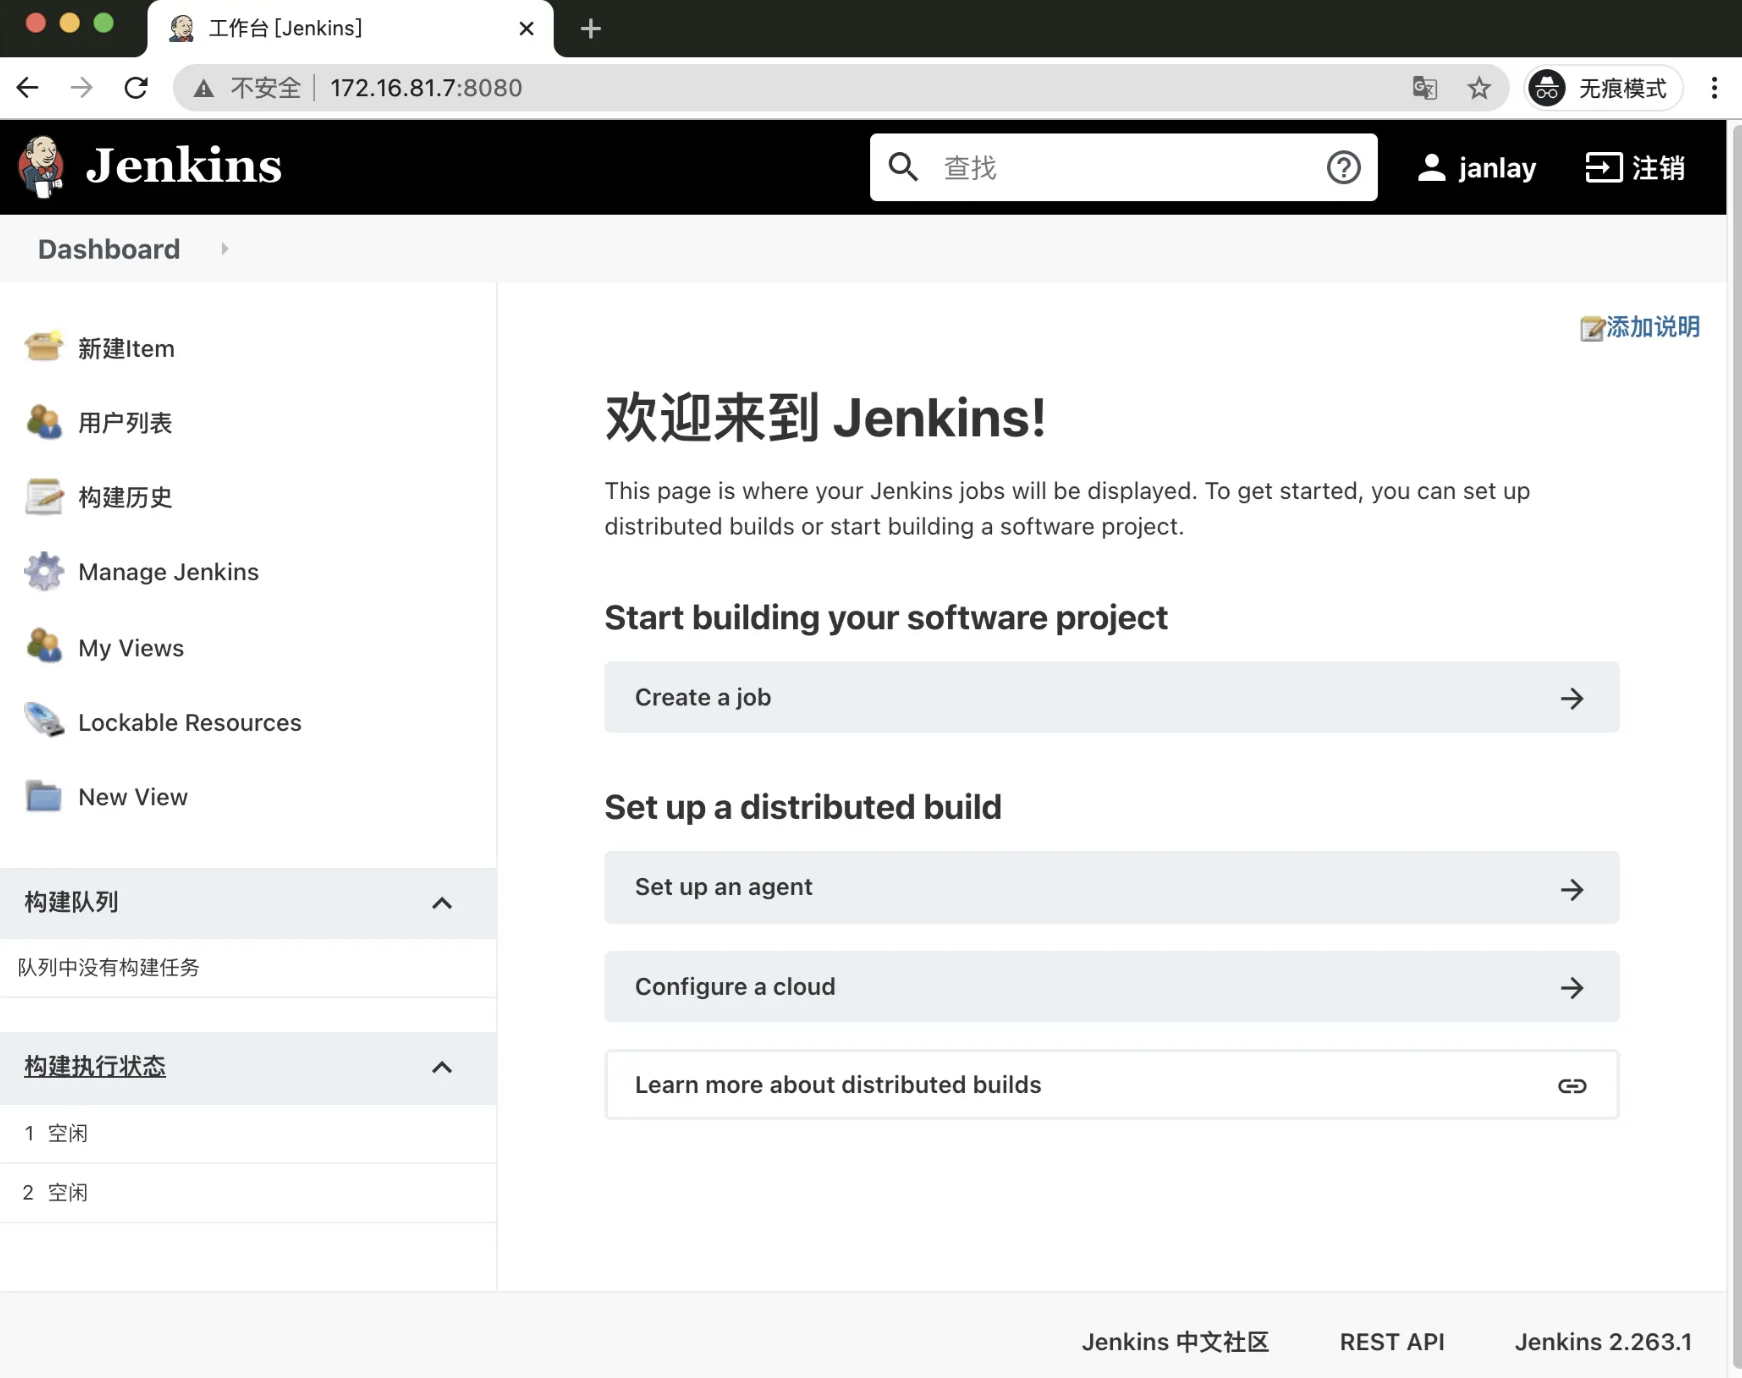 工作台 [Jenkins]
不安全 172.16.81.7:8080 无痕模式
Jenkins 查找 janlay 注销
Dashboard
添加说明
新建Item
用户列表
构建历史
Manage Jenkins
My Views
Lockable Resources
New View
构建队列
队列中没有构建任务
构建执行状态
1 空闲
2 空闲
欢迎来到 Jenkins!
This page is where your Jenkins jobs will be displayed. To get started, you can set up
distributed builds or start building a software project.
Start building your software project
Create a job
Set up a distributed build
Set up an agent
Configure a cloud
Learn more about distributed builds
Jenkins 中文社区 REST API Jenkins 2.263.1